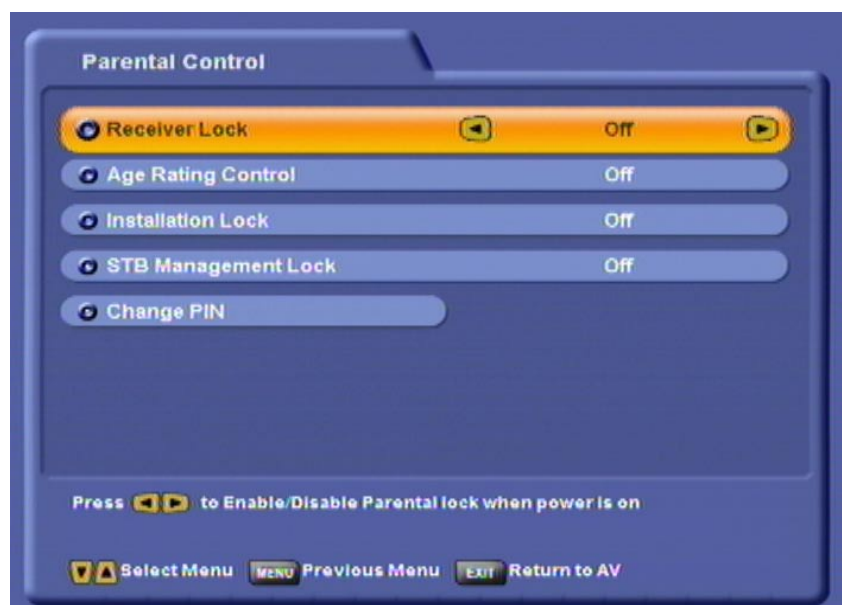 Parental Control
Receiver Lock Off
Age Rating Control Off
Installation Lock Off
STB Management Lock Off
Change PIN
Press to Enable/Disable Parental lock when power is on
Select Menu MENU Previous Menu EXIT Return to AV